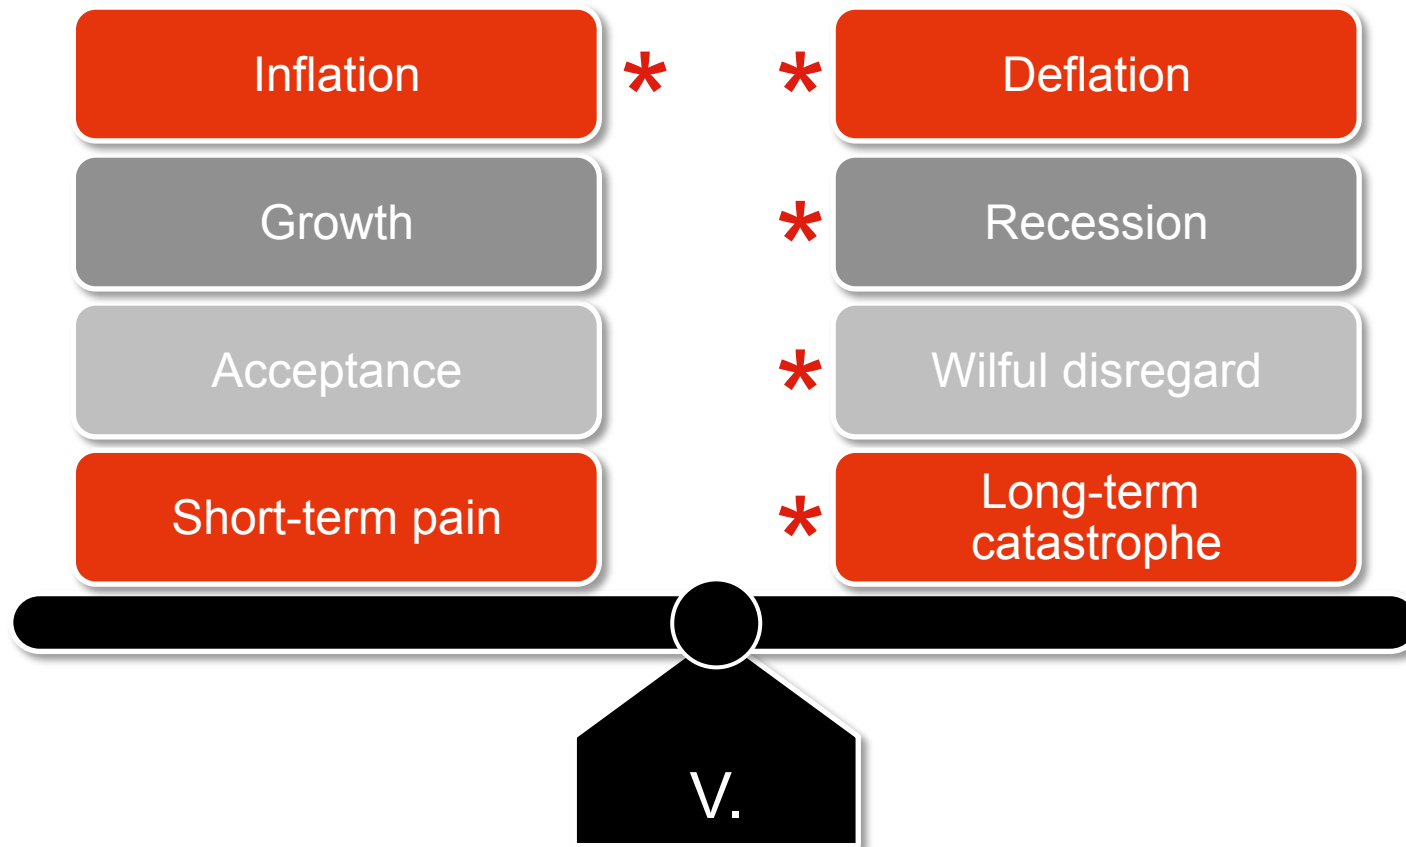 Inflation * * Deflation
Growth * Recession
Acceptance * Wilful disregard
Short-term pain * Long-term
catastrophe
V.